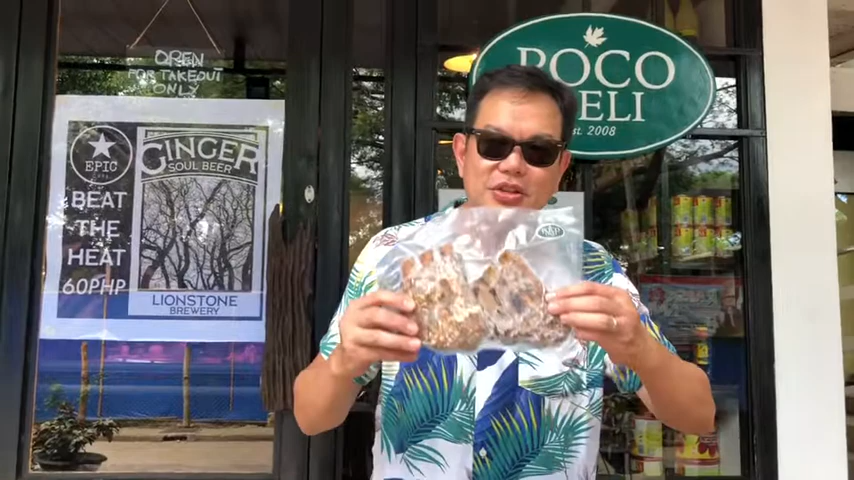 OPEN
FOR TAKEOUT
ONLY
EPIC
GINGER
SOUL BEER
BEAT
THE
HEAT
60PHP
LIONSTONE
BREWERY
POCO
DELI
Est. 2008